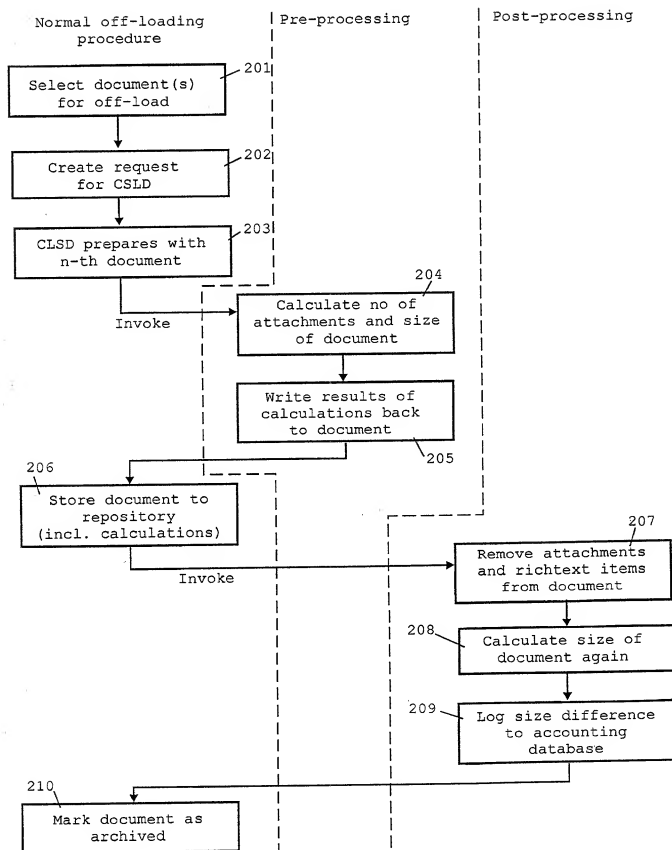 Normal off-loading
procedure
Pre-processing
Post-processing
201
Select document(s)
for off-load
202
Create request
for CSLD
203
CLSD prepares with
n-th document
Invoke
204
Calculate no of
attachments and size
of document
Write results of
calculations back
to document
205
206
Store document to
repository
(incl. calculations)
Invoke
207
Remove attachments
and richtext items
from document
208
Calculate size of
document again
209
Log size difference
to accounting
database
210
Mark document as
archived